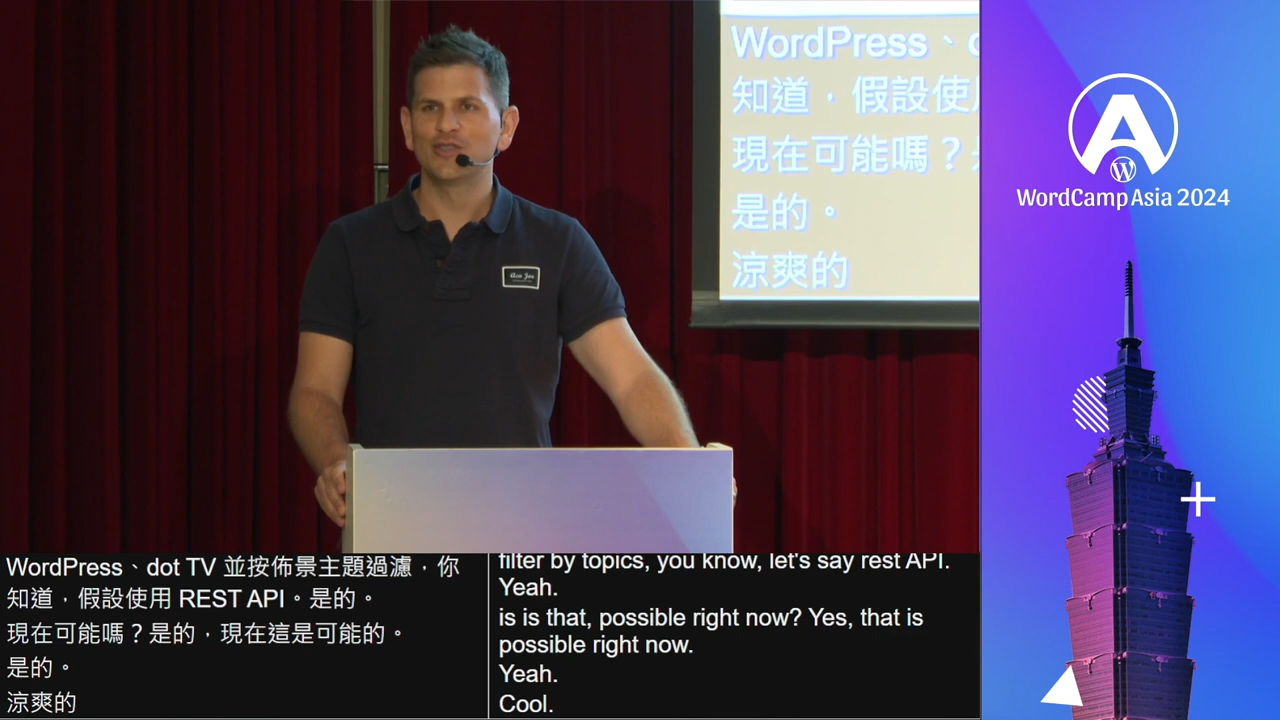 WordPress、
知道，假設使
現在可能嗎？
是的。
涼爽的
WordCamp Asia 2024
WordPress、dot TV 並按佈景主題過濾，你
知道，假設使用 REST API。是的。
現在可能嗎？是的，現在這是可能的。
是的。
涼爽的
filter by topics, you know, let's say rest API.
Yeah.
is is that, possible right now? Yes, that is
possible right now.
Yeah.
Cool.